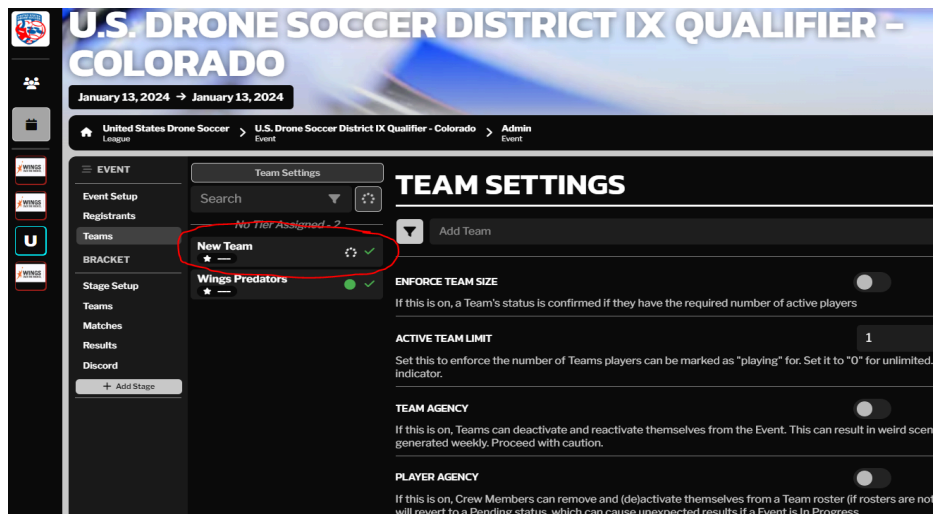 U.S. DRONE SOCCER DISTRICT IX QUALIFIER -
COLORADO
January 13, 2024 → January 13, 2024
United States Drone Soccer > U.S. Drone Soccer District IX Qualifier - Colorado > Admin
League Event Event
EVENT
Event Setup
Registrants
Teams
BRACKET
Stage Setup
Teams
Matches
Results
Discord
+ Add Stage
WINGS
WINGS
U
WINGS
Team Settings
Search
No Tier Assigned - 2
New Team
★ —
Wings Predators
★ —
TEAM SETTINGS
Add Team
ENFORCE TEAM SIZE
If this is on, a Team's status is confirmed if they have the required number of active players
ACTIVE TEAM LIMIT
1
Set this to enforce the number of Teams players can be marked as "playing" for. Set it to "0" for unlimited.
indicator.
TEAM AGENCY
If this is on, Teams can deactivate and reactivate themselves from the Event. This can result in weird scen
generated weekly. Proceed with caution.
PLAYER AGENCY
If this is on, Crew Members can remove and (de)activate themselves from a Team roster (if rosters are not
will revert to a Pending status, which can cause unexpected results if a Event is In Progress